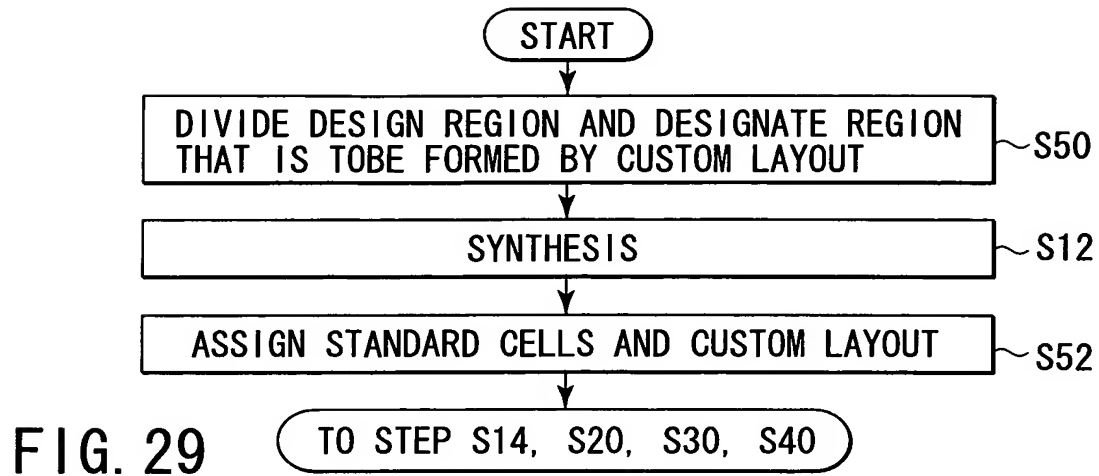 START
DIVIDE DESIGN REGION AND DESIGNATE REGION
THAT IS TOBE FORMED BY CUSTOM LAYOUT
S50
SYNTHESIS
S12
ASSIGN STANDARD CELLS AND CUSTOM LAYOUT
S52
TO STEP S14, S20, S30, S40
FIG. 29